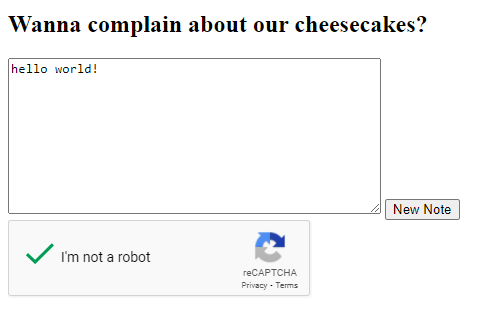 Wanna complain about our cheesecakes?
hello world!
New Note
I'm not a robot
reCAPTCHA
Privacy - Terms